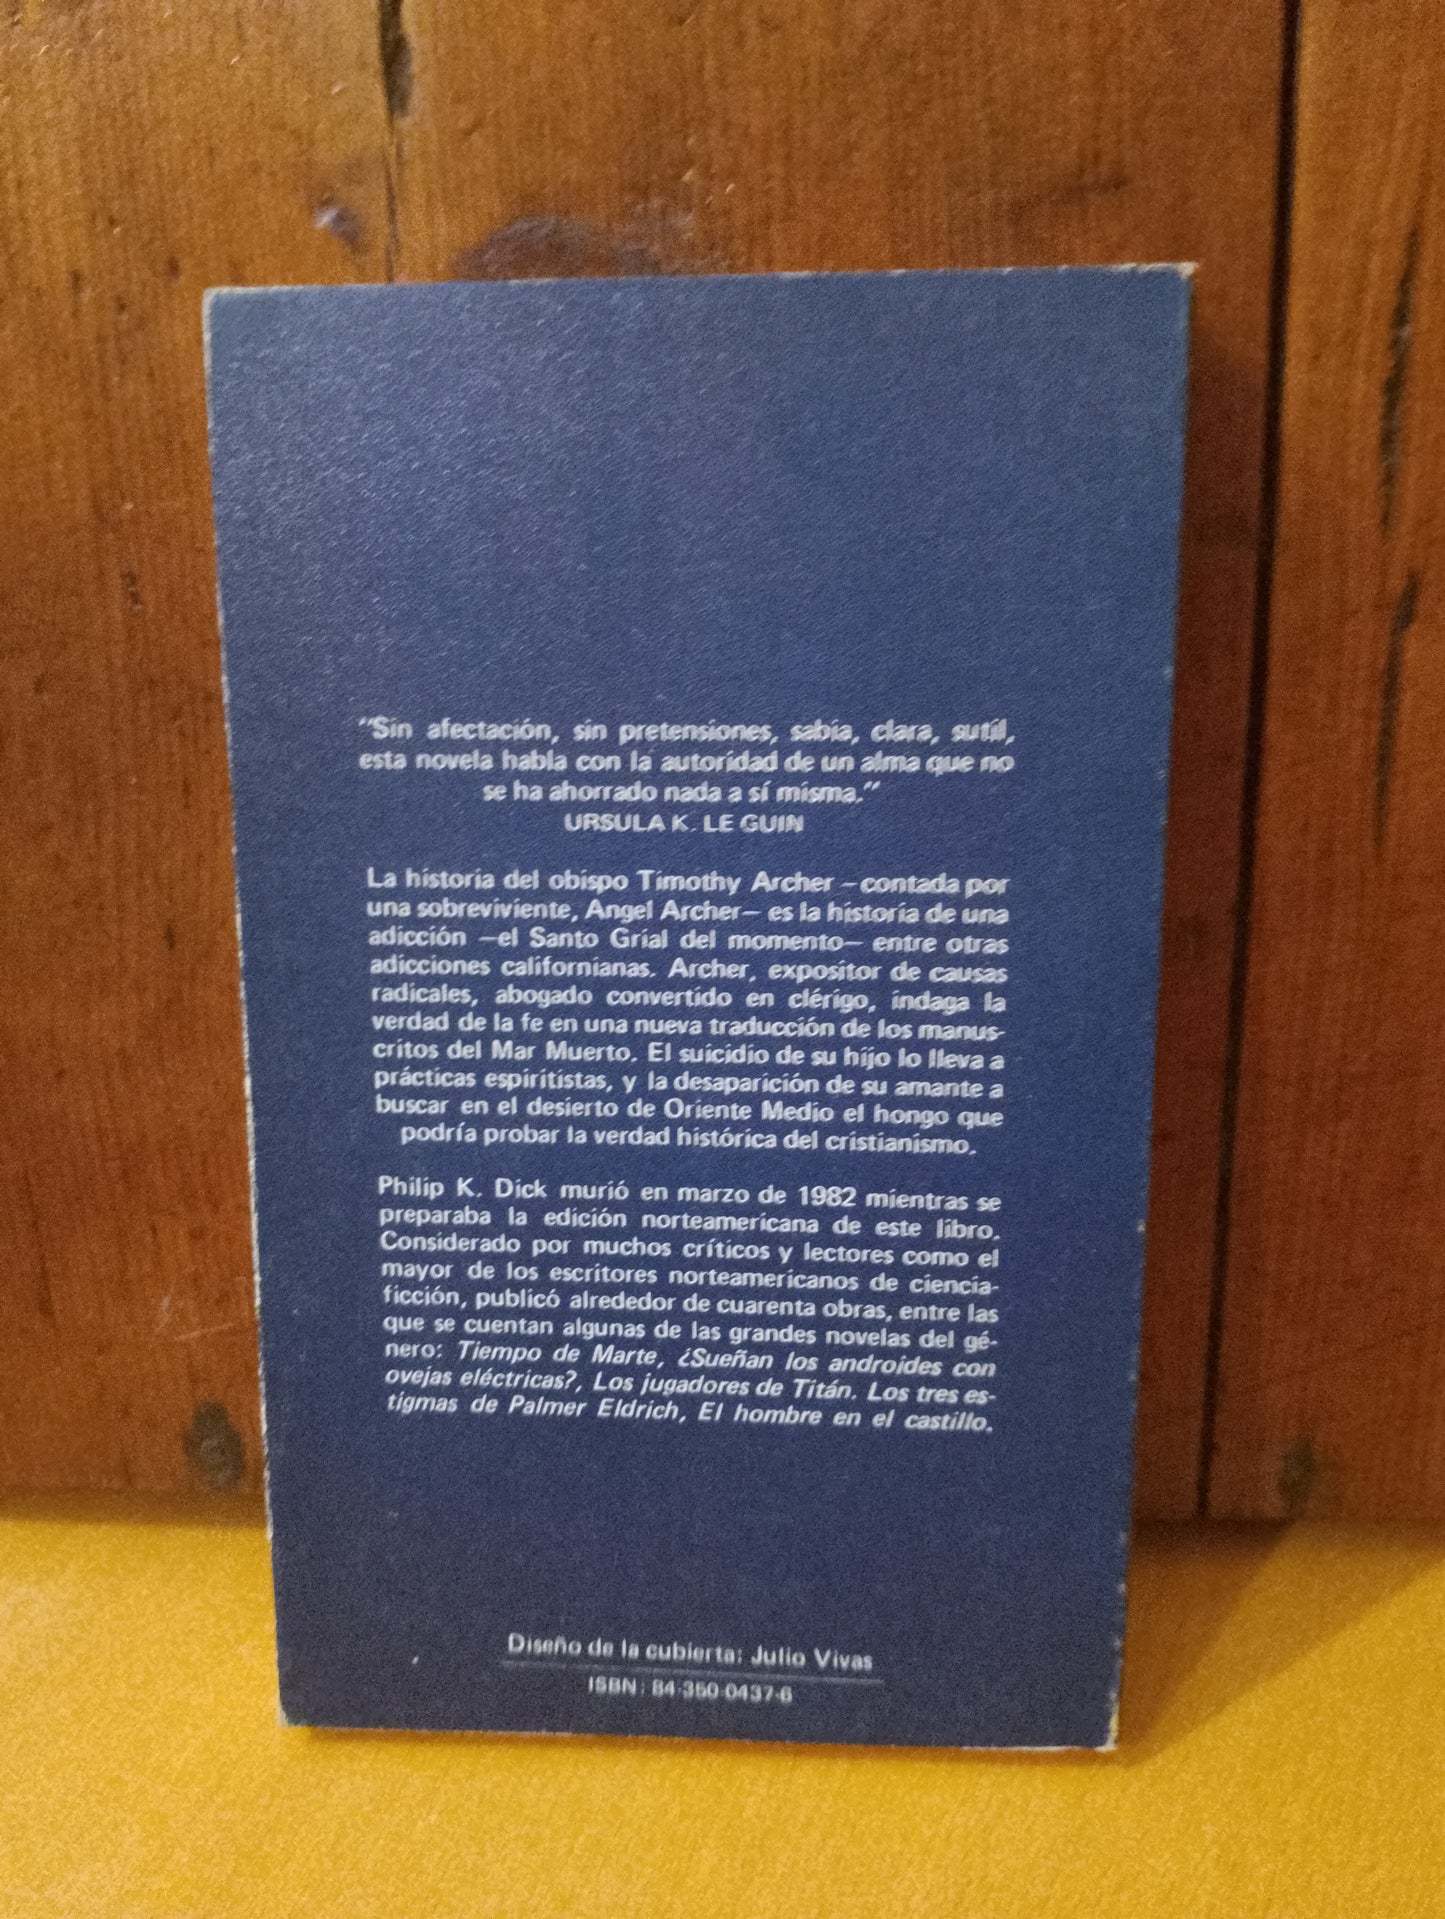 "Sin afectación, sin pretensiones, sabia, clara, sutil,
esta novela habla con la autoridad de un alma que no
se ha ahorrado nada a sí misma."
URSULA K. LE GUIN
La historia del obispo Timothy Archer —contada por
una sobreviviente, Angel Archer— es la historia de una
adicción —el Santo Grial del momento— entre otras
adicciones californianas. Archer, expositor de causas
radicales, abogado convertido en clérigo, indaga la
verdad de la fe en una nueva traducción de los manus-
critos del Mar Muerto. El suicidio de su hijo lo lleva a
prácticas espiritistas, y la desaparición de su amante a
buscar en el desierto de Oriente Medio el hongo que
podría probar la verdad histórica del cristianismo.
Philip K. Dick murió en marzo de 1982 mientras se
preparaba la edición norteamericana de este libro.
Considerado por muchos críticos y lectores como el
mayor de los escritores norteamericanos de ciencia-
ficción, publicó alrededor de cuarenta obras, entre las
que se cuentan algunas de las grandes novelas del gé-
nero: Tiempo de Marte, ¿Sueñan los androides con
ovejas eléctricas?, Los jugadores de Titán. Los tres es-
tigmas de Palmer Eldrich, El hombre en el castillo.
Diseño de la cubierta: Julio Vivas
ISBN: 84-350-0437-6